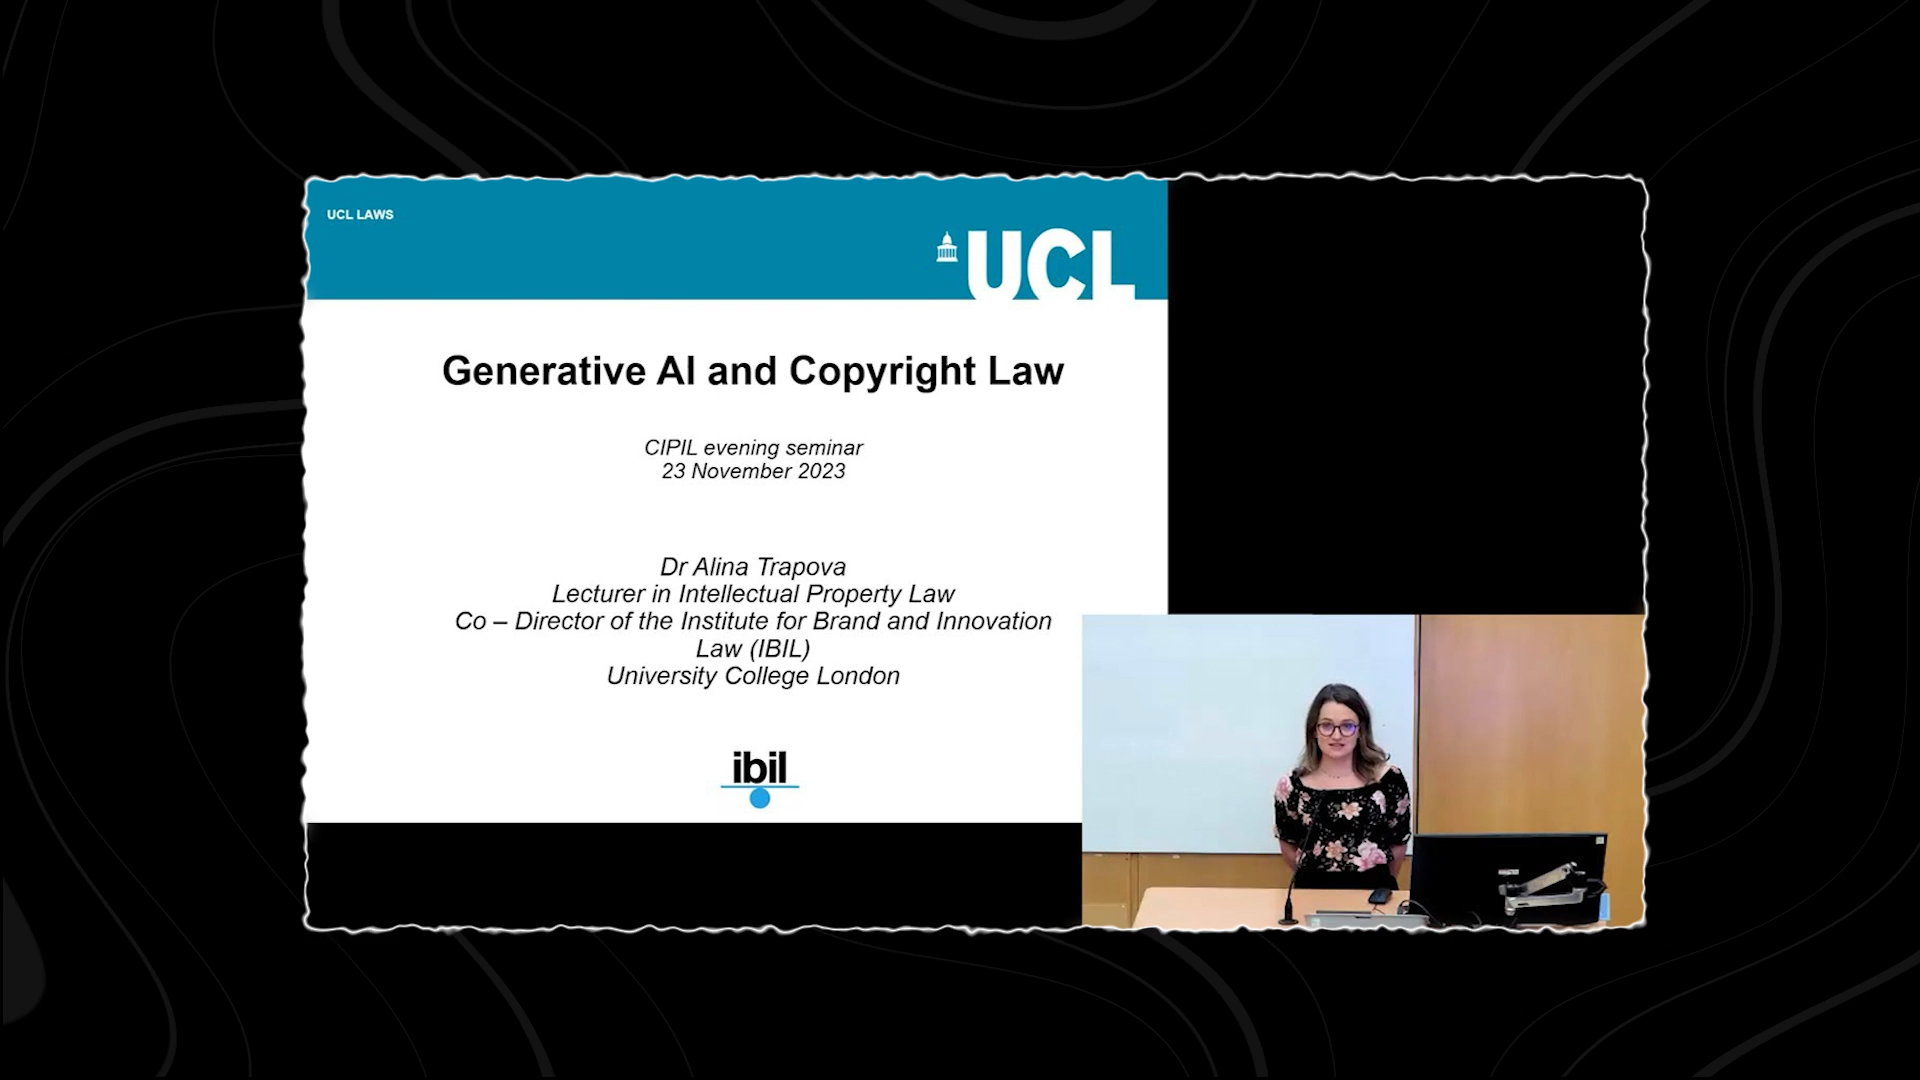 UCL LAWS
UCL
Generative AI and Copyright Law
CIPIL evening seminar
23 November 2023
Dr Alina Trapova
Lecturer in Intellectual Property Law
Co – Director of the Institute for Brand and Innovation
Law (IBIL)
University College London
ibil